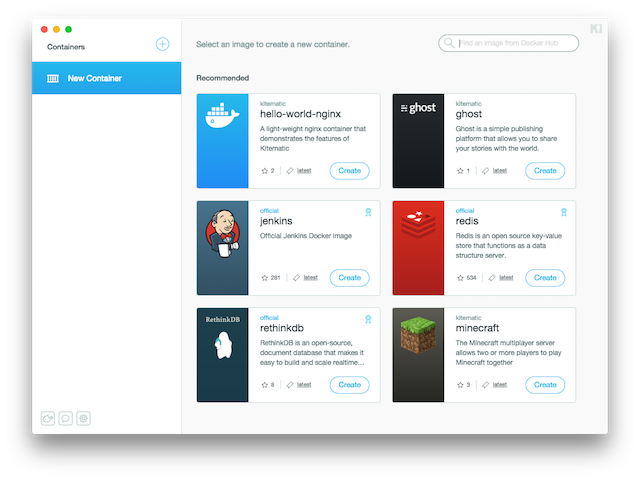 Containers
New Container
Select an image to create a new container.
Find an image from Docker Hub
Recommended
kitematic
hello-world-nginx
A light-weight nginx container that
demonstrates the features of
Kitematic
2
latest
Create
ghost
kitematic
ghost
Ghost is a simple publishing
platform that allows you to share
your stories with the world.
1
latest
Create
official
jenkins
Official Jenkins Docker image
261
latest
Create
official
redis
Redis is an open source key-value
store that functions as a data
structure server.
534
latest
Create
RethinkDB
official
rethinkdb
RethinkDB is an open-source,
document database that makes it
easy to build and scale realtime...
8
latest
Create
kitematic
minecraft
The Minecraft multiplayer server
allows two or more players to play
Minecraft together
3
latest
Create